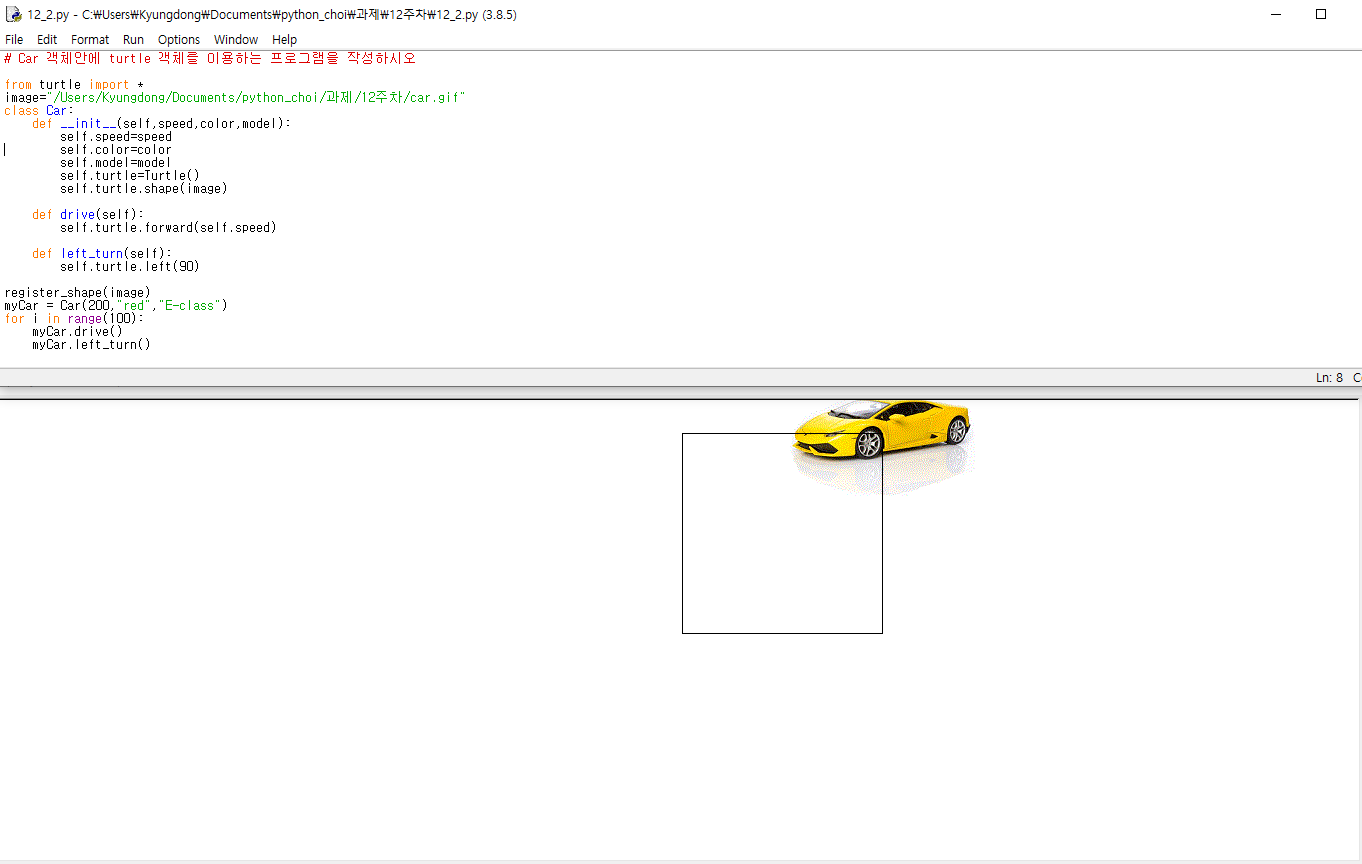 12_2.py - C:₩Users₩Kyungdong₩Documents₩python_choi₩과제₩12주차₩12_2.py (3.8.5)
File Edit Format Run Options Window Help
# Car 객체안에 turtle 객체를 이용하는 프로그램을 작성하시오
from turtle import *
image="/Users/Kyungdong/Documents/python_choi/과제/12주차/car.gif"
class Car:
    def __init__(self,speed,color,model):
        self.speed=speed
        self.color=color
        self.model=model
        self.turtle=Turtle()
        self.turtle.shape(image)
    def drive(self):
        self.turtle.forward(self.speed)
    def left_turn(self):
        self.turtle.left(90)
register_shape(image)
myCar = Car(200,"red","E-class")
for i in range(100):
    myCar.drive()
    myCar.left_turn()
Ln: 8 C